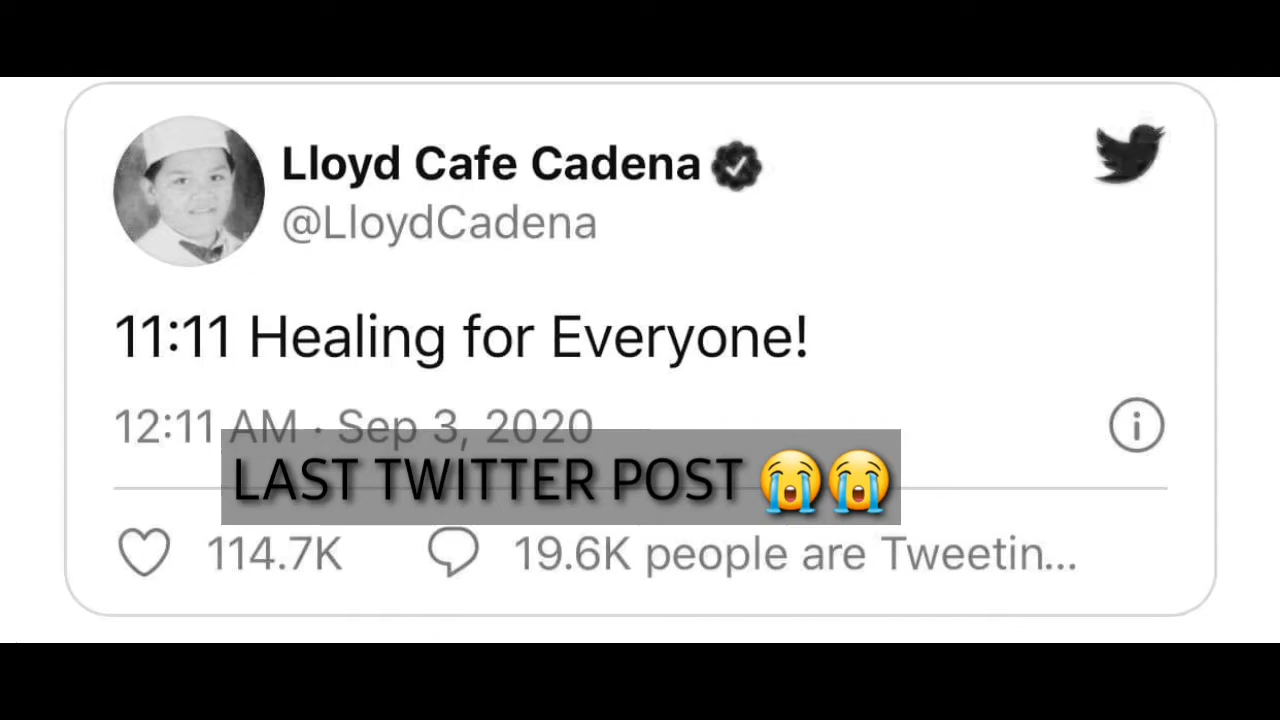 Lloyd Cafe Cadena
@LloydCadena
11:11 Healing for Everyone!
12:11 AM · Sep 3, 2020
LAST TWITTER POST 😭😭
114.7K 19.6K people are Tweetin...